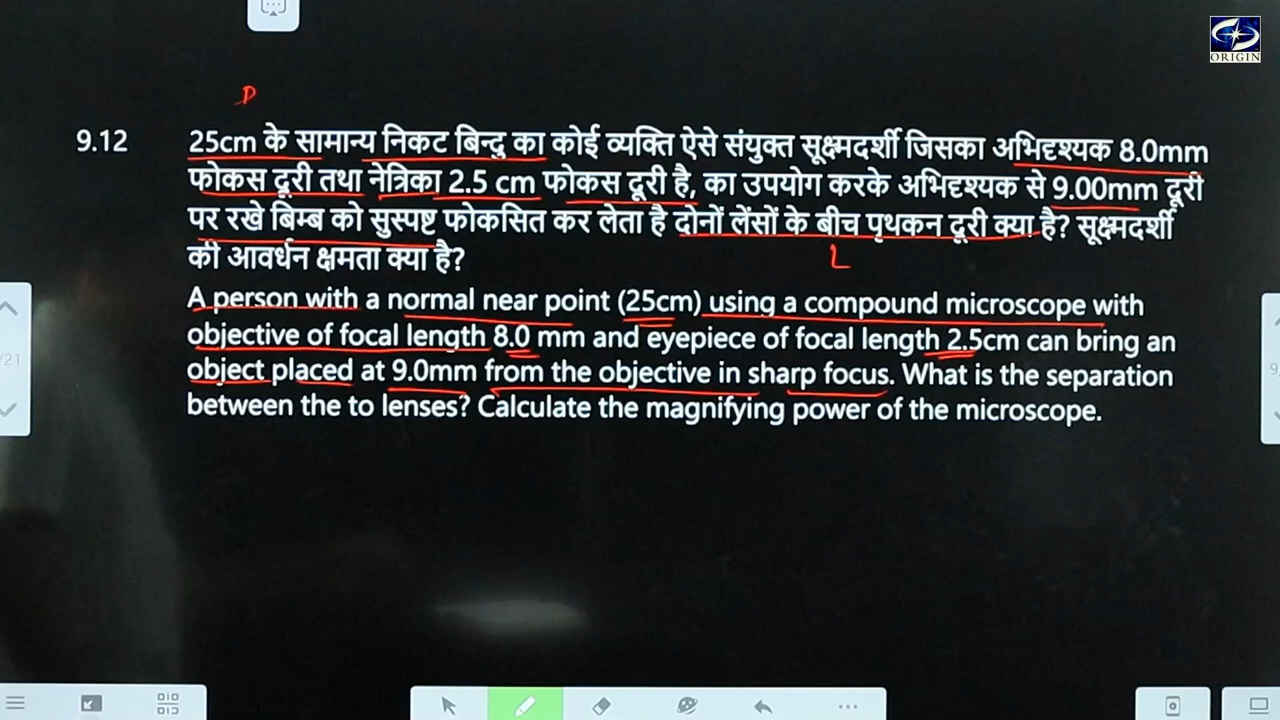 ORIGIN
D
9.12 25cm के सामान्य निकट बिन्दु का कोई व्यक्ति ऐसे संयुक्त सूक्ष्मदर्शी जिसका अभिदृश्यक 8.0mm
फोकस दूरी तथा नेत्रिका 2.5 cm फोकस दूरी है, का उपयोग करके अभिदृश्यक से 9.00mm दूरी
पर रखे बिम्ब को सुस्पष्ट फोकसित कर लेता है दोनों लेंसों के बीच पृथकन दूरी क्या है? सूक्ष्मदर्शी
की आवर्धन क्षमता क्या है?
L
A person with a normal near point (25cm) using a compound microscope with
objective of focal length 8.0 mm and eyepiece of focal length 2.5cm can bring an
object placed at 9.0mm from the objective in sharp focus. What is the separation
between the to lenses? Calculate the magnifying power of the microscope.
/21
9